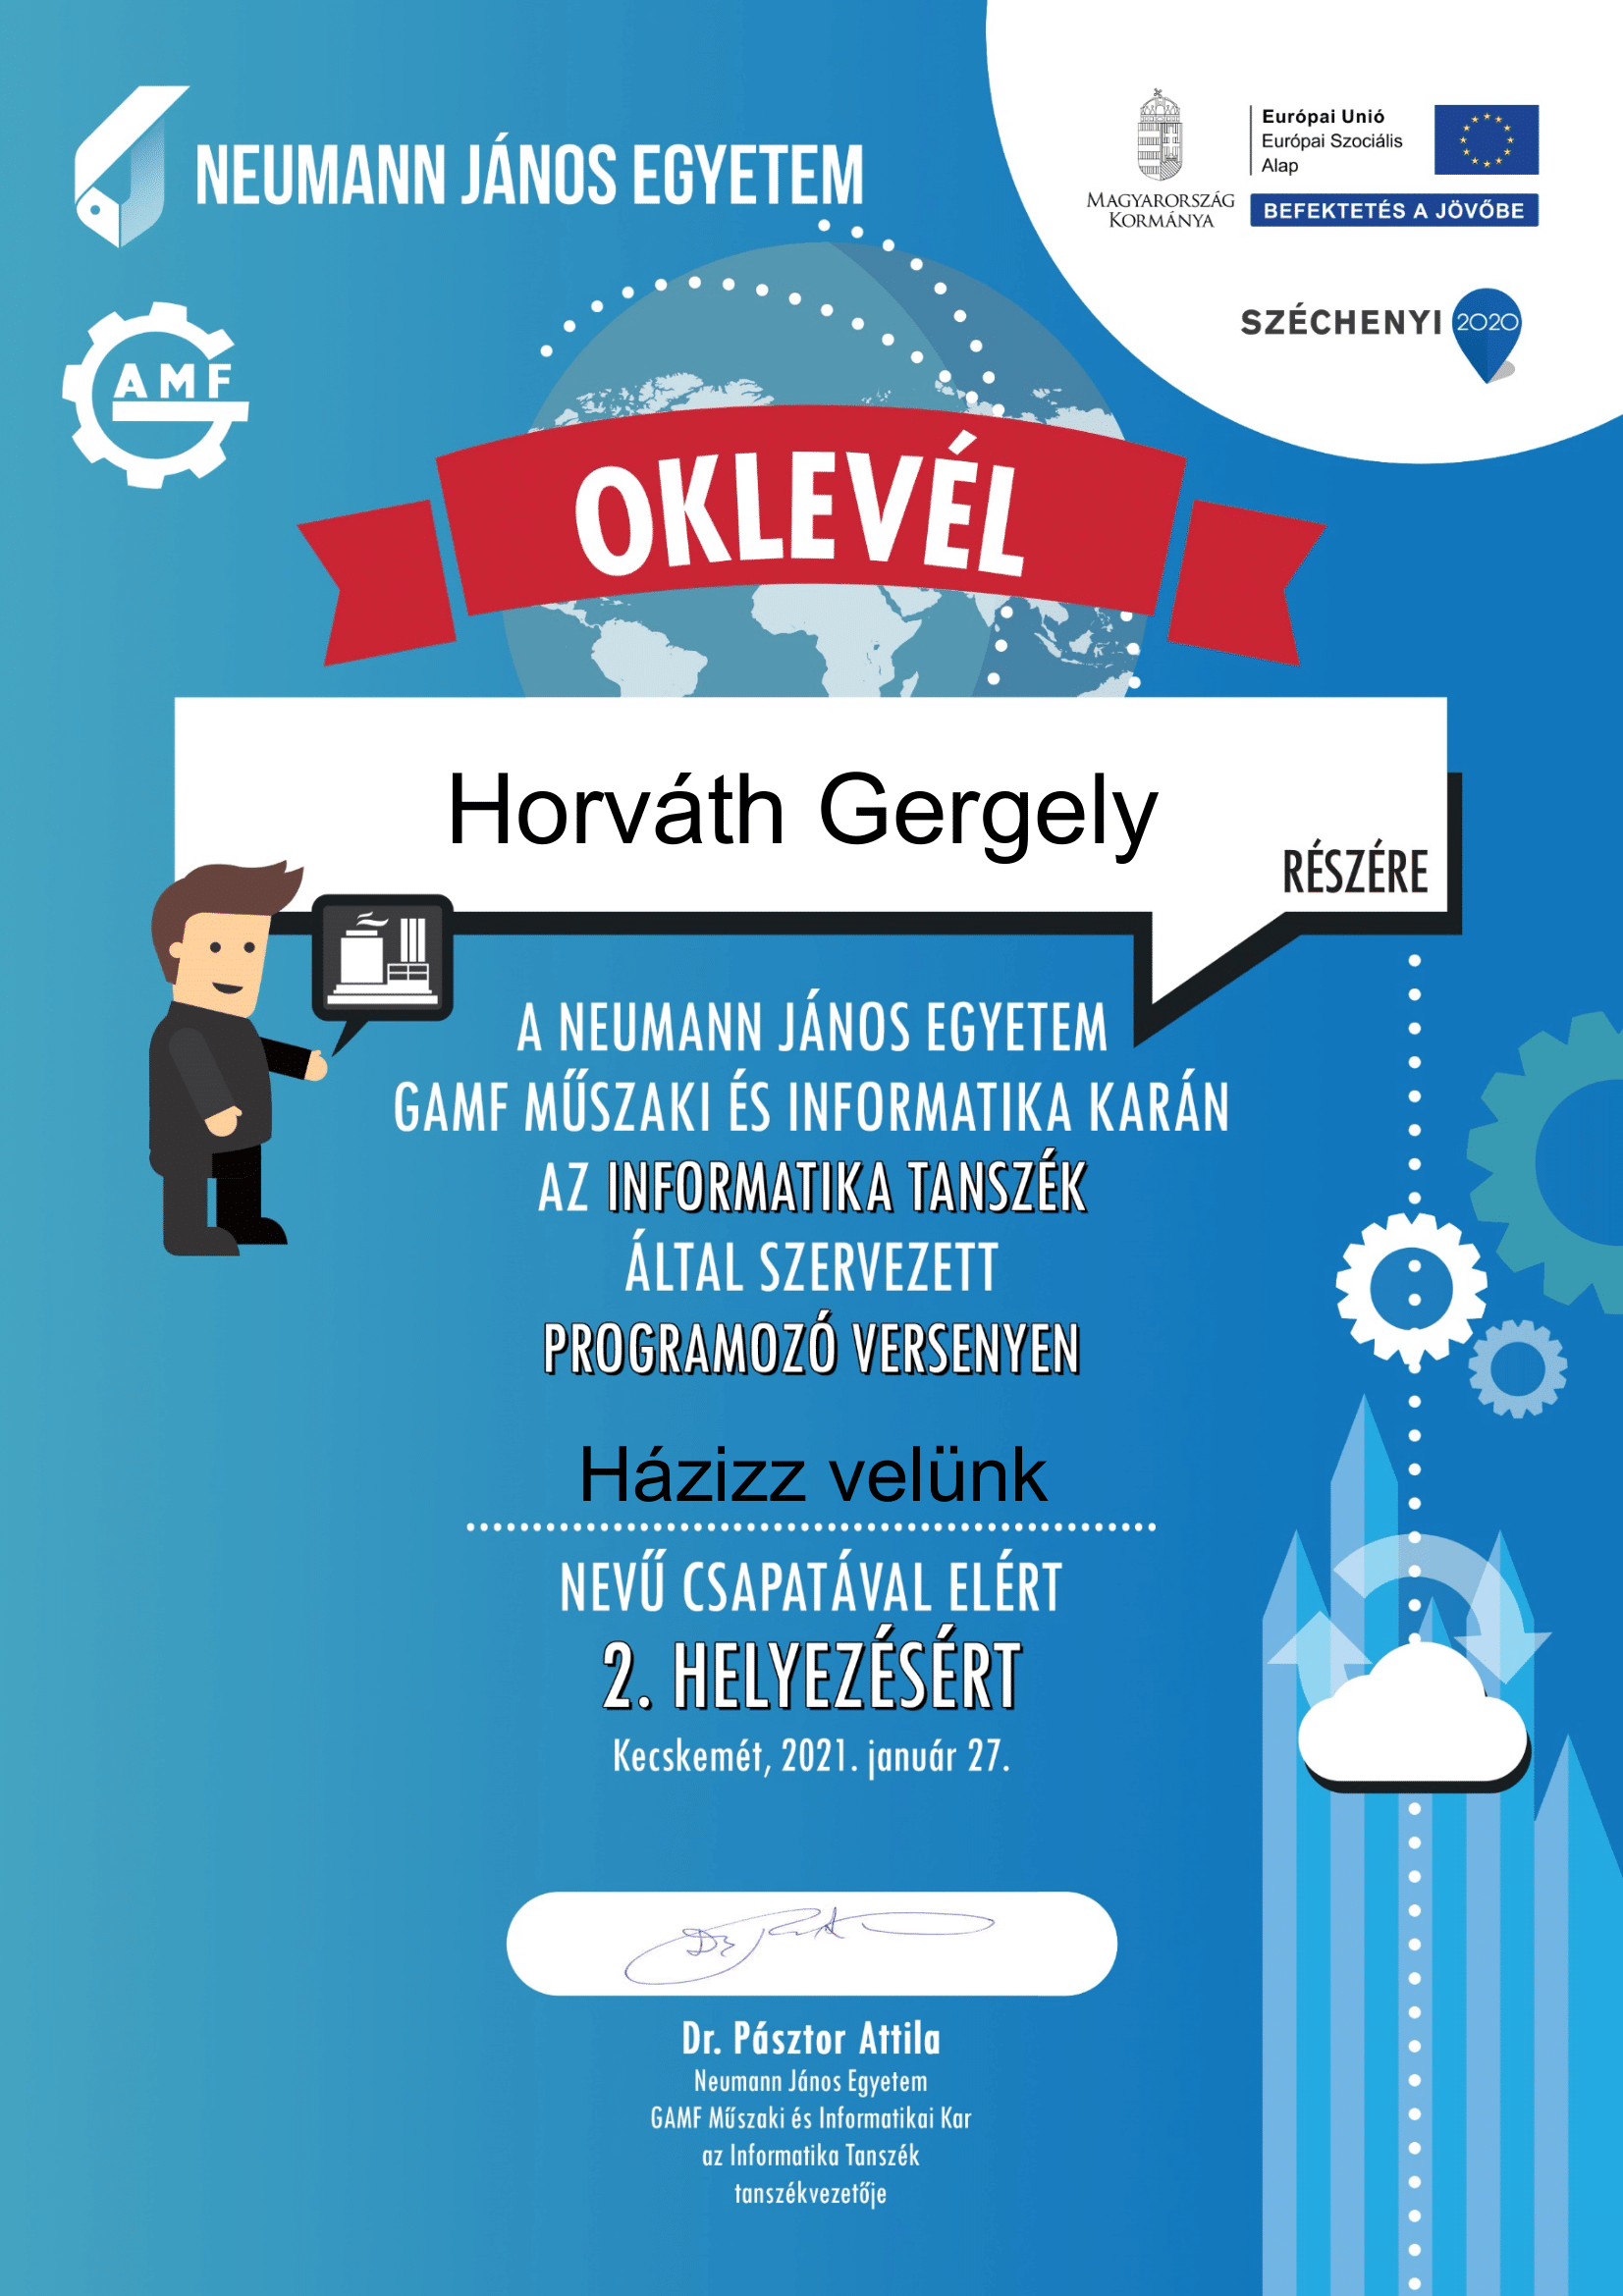 NEUMANN JÁNOS EGYETEM
MAGYARORSZÁG
KORMÁNYA
Európai Unió
Európai Szociális
Alap
BEFEKTETÉS A JÖVŐBE
SZÉCHENYI 2020
GAMF
OKLEVÉL
Horváth Gergely
RÉSZÉRE
A NEUMANN JÁNOS EGYETEM
GAMF MŰSZAKI ÉS INFORMATIKA KARÁN
AZ INFORMATIKA TANSZÉK
ÁLTAL SZERVEZETT
PROGRAMOZÓ VERSENYEN
Házizz velünk
NEVŰ CSAPATÁVAL ELÉRT
2. HELYEZÉSÉRT
Kecskemét, 2021. január 27.
Dr. Pásztor Attila
Neumann János Egyetem
GAMF Műszaki és Informatikai Kar
az Informatika Tanszék
tanszékvezetője